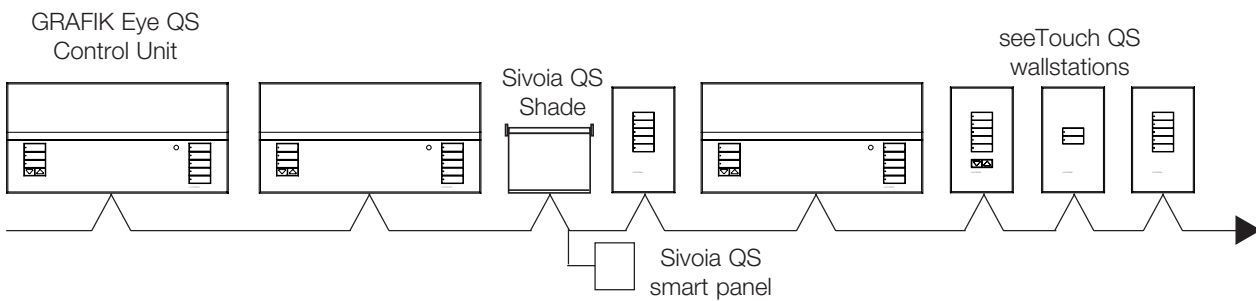 GRAFIK Eye QS
Control Unit
Sivoia QS
Shade
seeTouch QS
wallstations
Sivoia QS
smart panel